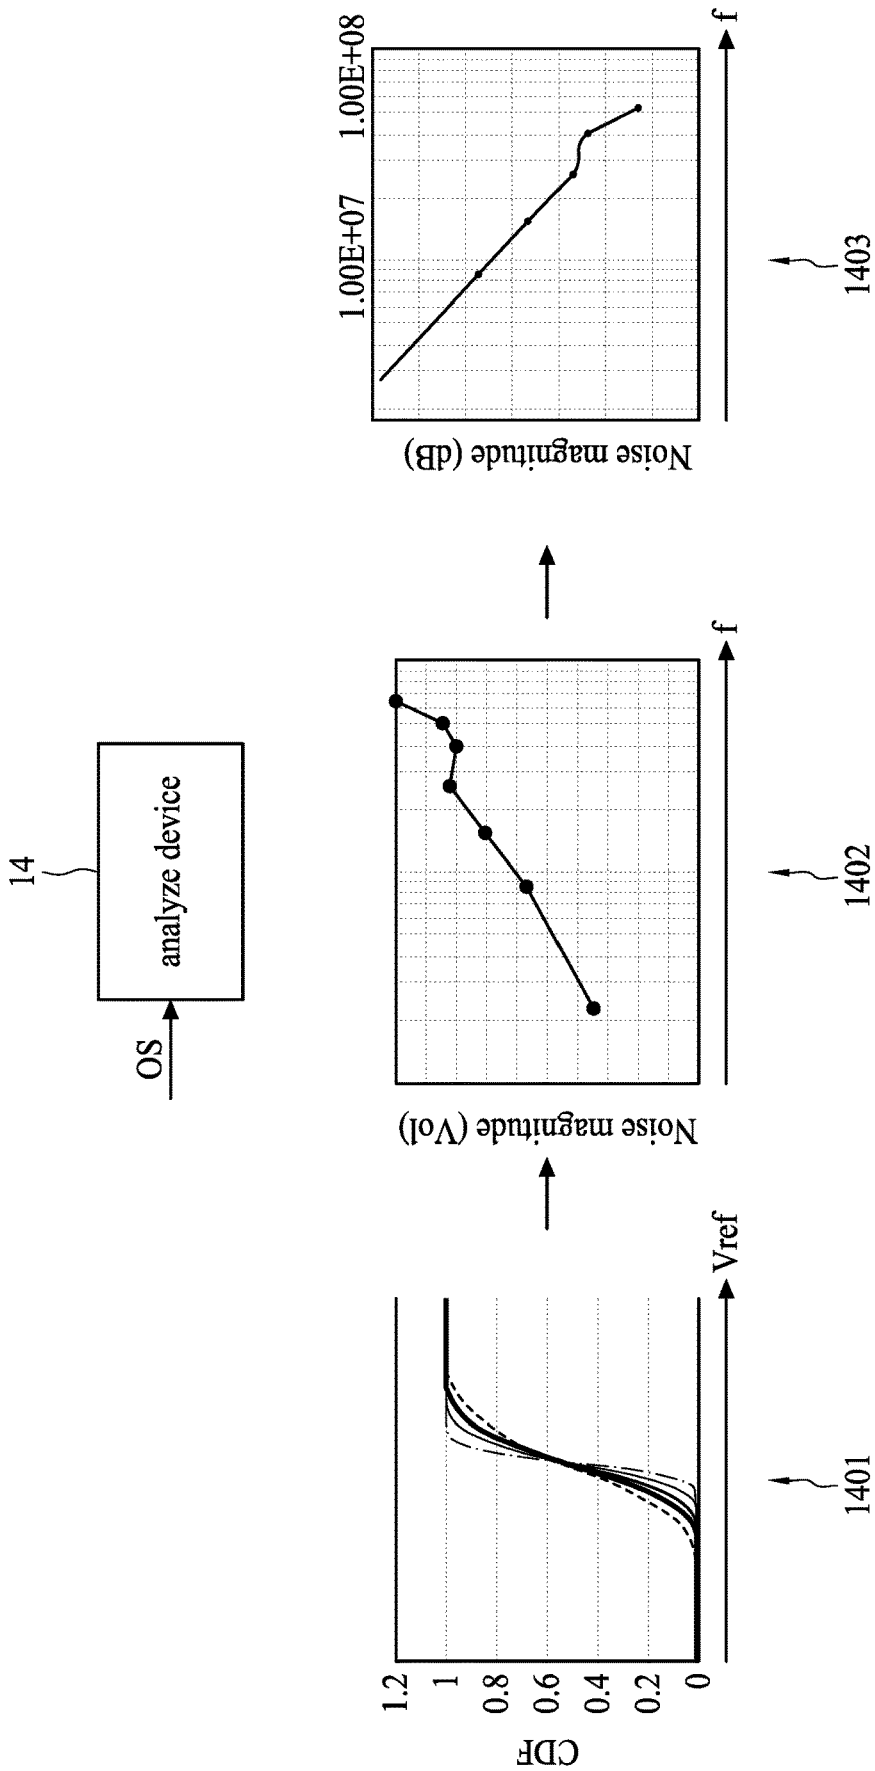 14
OS
analyze device
CDF
1.2
1
0.8
0.6
0.4
0.2
0
Vref
1401
Noise magnitude (Vol)
f
1402
Noise magnitude (dB)
1.00E+07
1.00E+08
f
1403